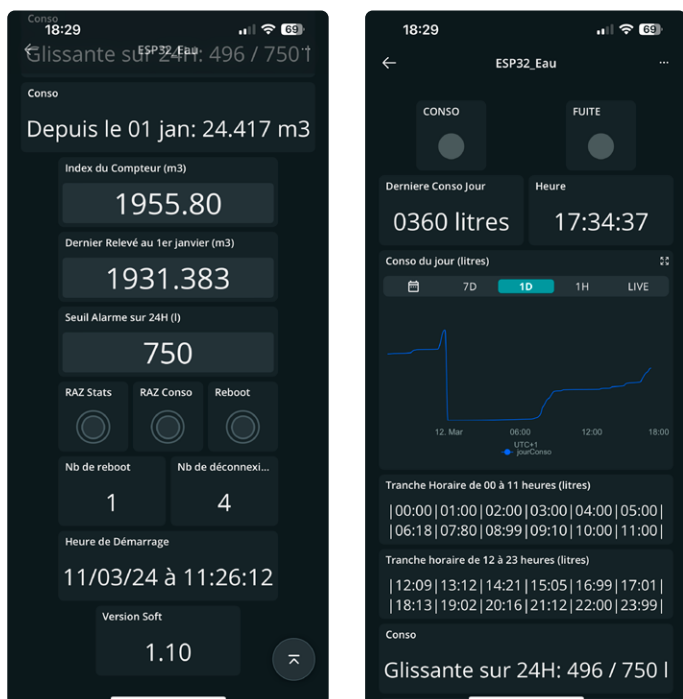 Conso
18:29
69
ESP32_Eau
...
Glissante sur 24H: 496 / 750 l
Conso
Depuis le 01 jan: 24.417 m3
Index du Compteur (m3)
1955.80
Dernier Relevé au 1er janvier (m3)
1931.383
Seuil Alarme sur 24H (l)
750
RAZ Stats
RAZ Conso
Reboot
Nb de reboot
Nb de déconnexi...
1
4
Heure de Démarrage
11/03/24 à 11:26:12
Version Soft
1.10
18:29
69
ESP32_Eau
...
CONSO
FUITE
Derniere Conso Jour
Heure
0360 litres
17:34:37
Conso du jour (litres)
7D
1D
1H
LIVE
12. Mar
06:00
12:00
18:00
UTC+1
jourConso
Tranche Horaire de 00 à 11 heures (litres)
|00:00|01:00|02:00|03:00|04:00|05:00|
|06:18|07:80|08:99|09:10|10:00|11:00|
Tranche horaire de 12 à 23 heures (litres)
|12:09|13:12|14:21|15:05|16:99|17:01|
|18:13|19:02|20:16|21:12|22:00|23:99|
Conso
Glissante sur 24H: 496 / 750 l